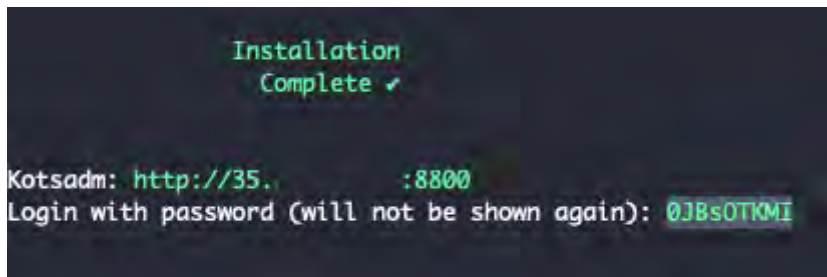 Installation
Complete ✔
Kotsadm: http://35. :8800
Login with password (will not be shown again): 0JBsOTKMI